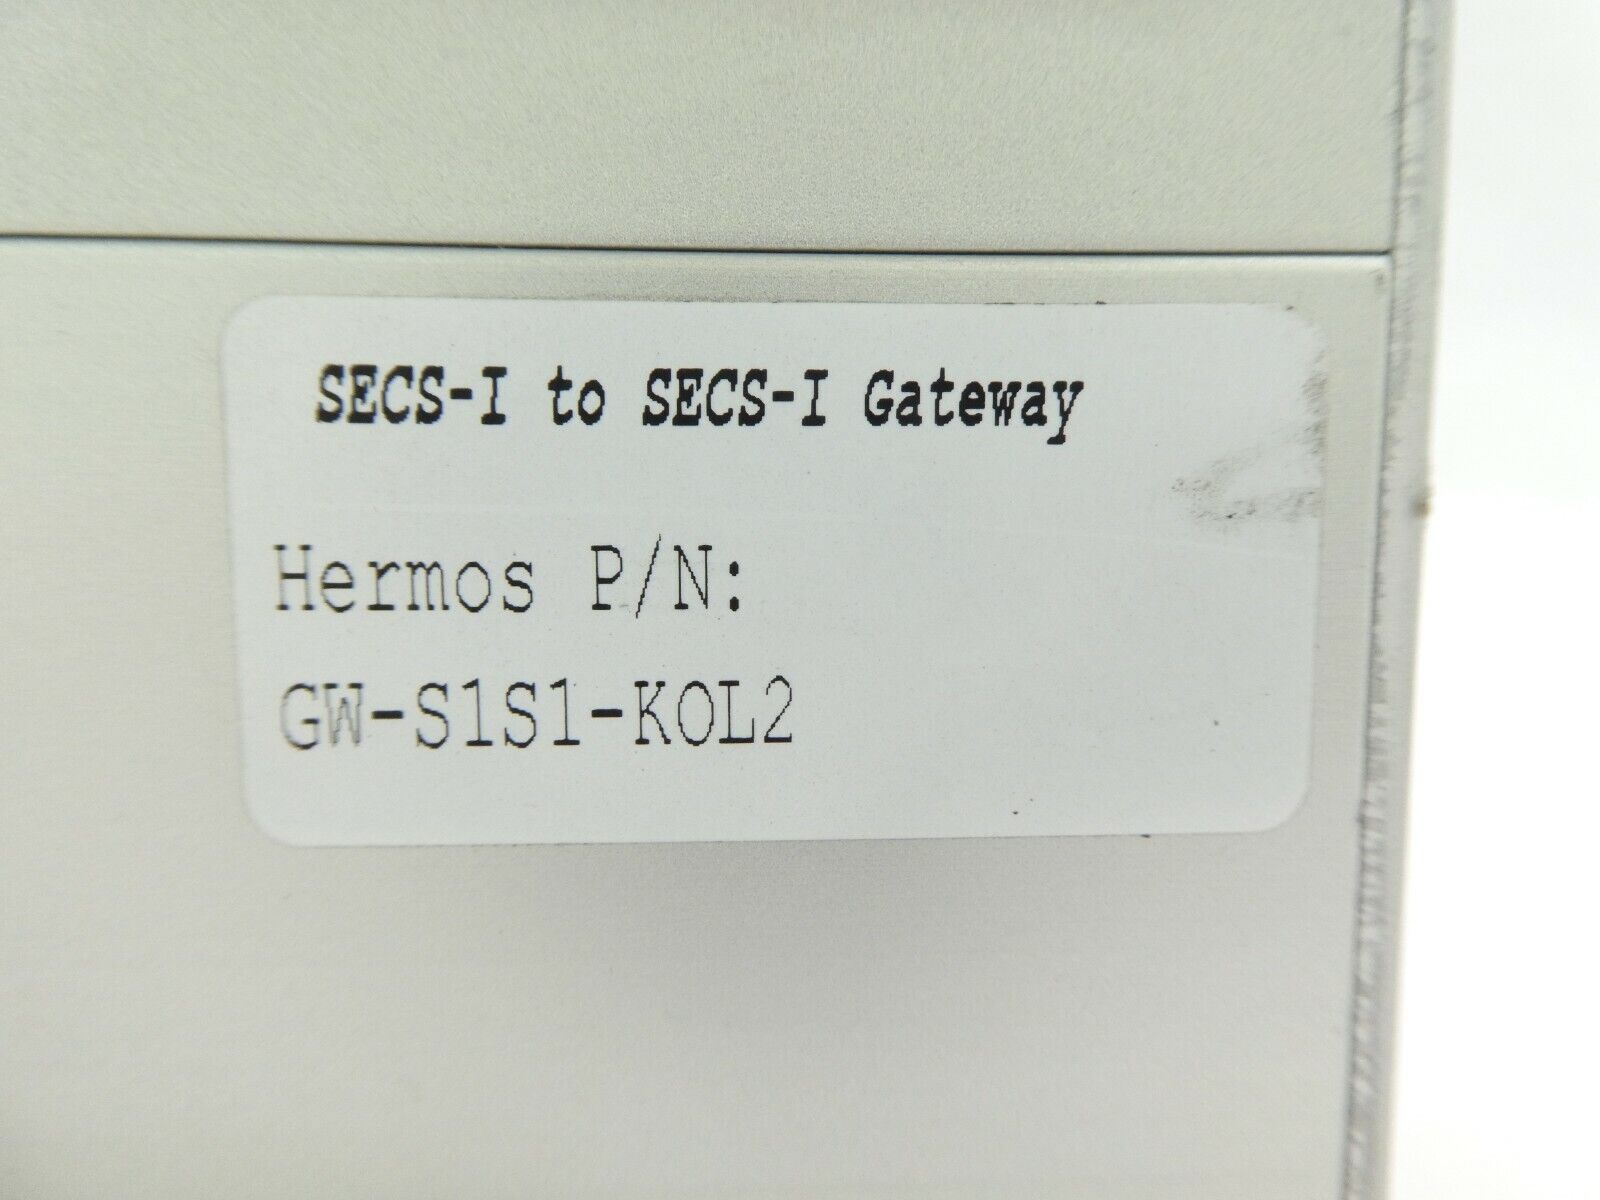 SECS-I to SECS-I Gateway
Hermos P/N:
GW-S1S1-KOL2